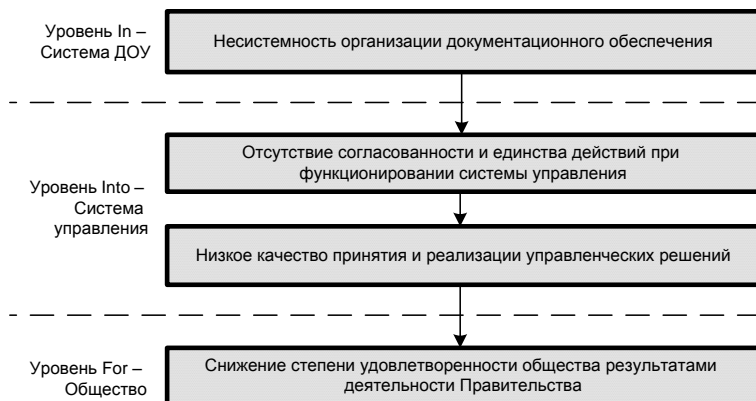 Уровень In –
Система ДОУ
Несистемность организации документационного обеспечения
Отсутствие согласованности и единства действий при
функционировании системы управления
Уровень Into –
Система
управления
Низкое качество принятия и реализации управленческих решений
Уровень For –
Общество
Снижение степени удовлетворенности общества результатами
деятельности Правительства